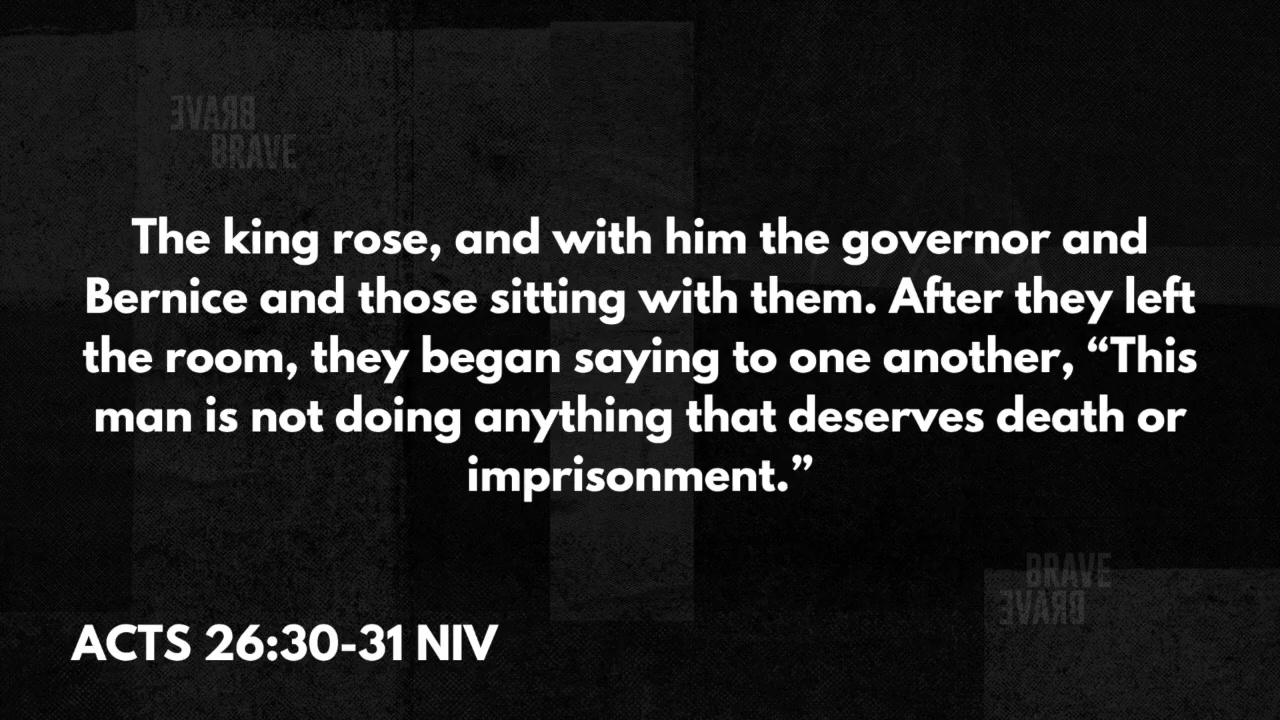 BRAVE
BRAVE
The king rose, and with him the governor and
Bernice and those sitting with them. After they left
the room, they began saying to one another, “This
man is not doing anything that deserves death or
imprisonment.”
BRAVE
BRAVE
ACTS 26:30-31 NIV